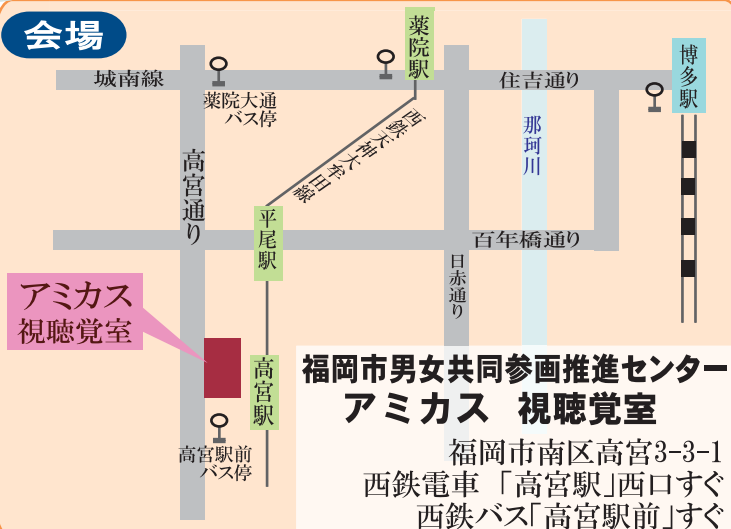 会場
薬院駅
博多駅
城南線
住吉通り
薬院大通
バス停
西鉄天神大牟田線
那珂川
高宮通り
平尾駅
百年橋通り
日赤通り
アミカス
視聴覚室
高宮駅
高宮駅前
バス停
福岡市男女共同参画推進センター
アミカス 視聴覚室
福岡市南区高宮3-3-1
西鉄電車「高宮駅」西口すぐ
西鉄バス「高宮駅前」すぐ